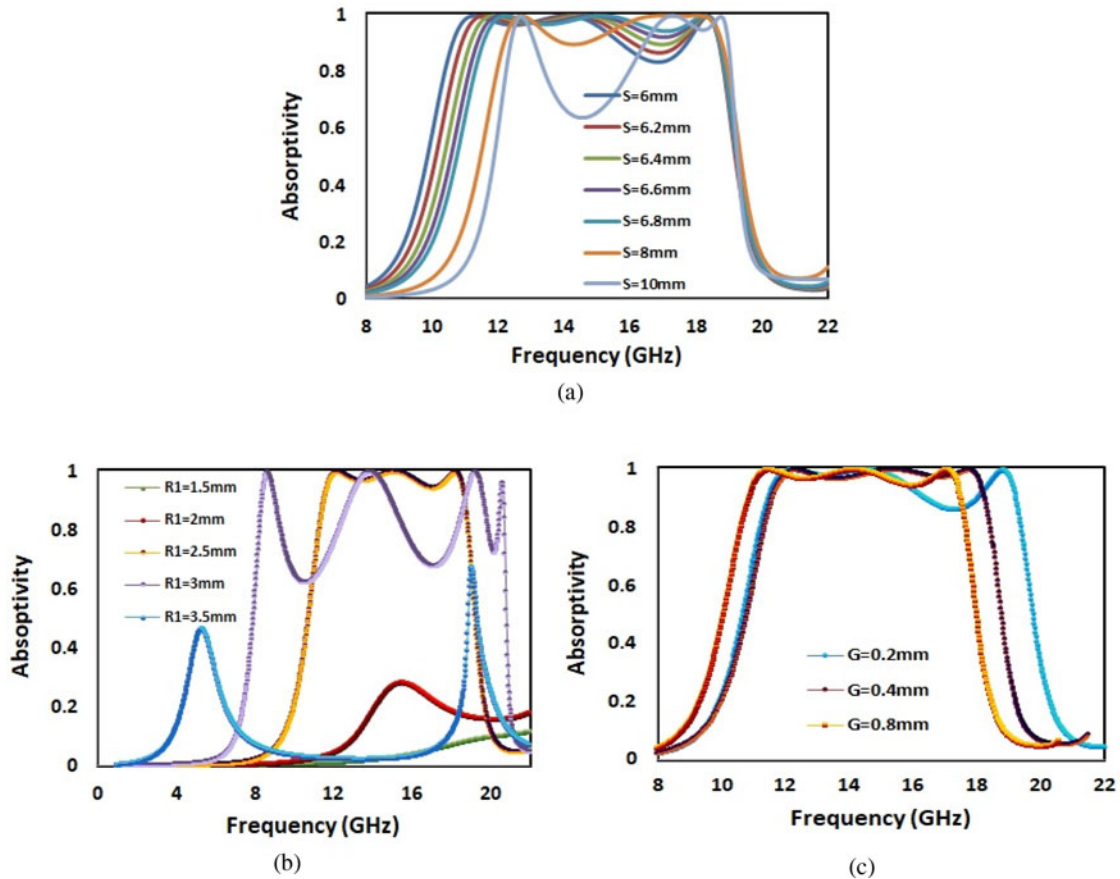 1
0.8
0.6
0.4
0.2
0
Absorptivity
S=6mm
S=6.2mm
S=6.4mm
S=6.6mm
S=6.8mm
S=8mm
S=10mm
8 10 12 14 16 18 20 22
Frequency (GHz)
(a)
1
0.8
0.6
0.4
0.2
0
Absoptivity
R1=1.5mm
R1=2mm
R1=2.5mm
R1=3mm
R1=3.5mm
0 4 8 12 16 20
Frequency (GHz)
(b)
1
0.8
0.6
0.4
0.2
0
Absorptivity
G=0.2mm
G=0.4mm
G=0.8mm
8 10 12 14 16 18 20 22
Frequency (GHz)
(c)